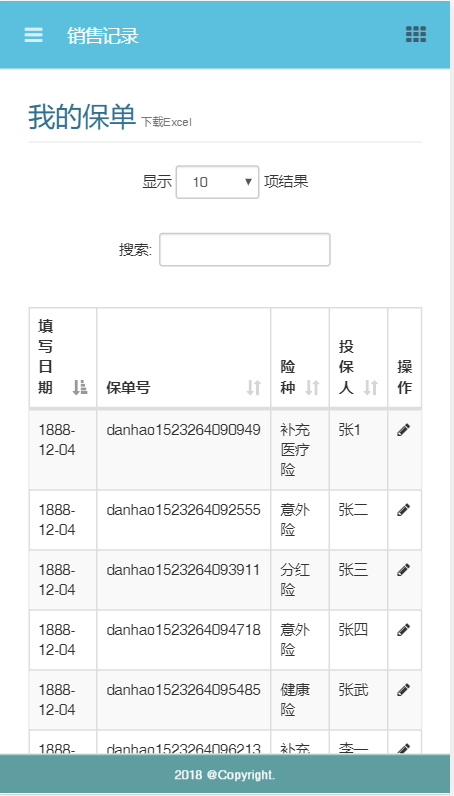 销售记录
我的保单 下载Excel
显示 10 项结果
搜索:
填写日期 保单号 险种 投保人 操作
1888-12-04 danhao1523264090949 补充医疗险 张1
1888-12-04 danhao1523264092555 意外险 张二
1888-12-04 danhao1523264093911 分红险 张三
1888-12-04 danhao1523264094718 意外险 张四
1888-12-04 danhao1523264095485 健康险 张武
1888- danhao1523264096213 补充 李一
2018 @Copyright.